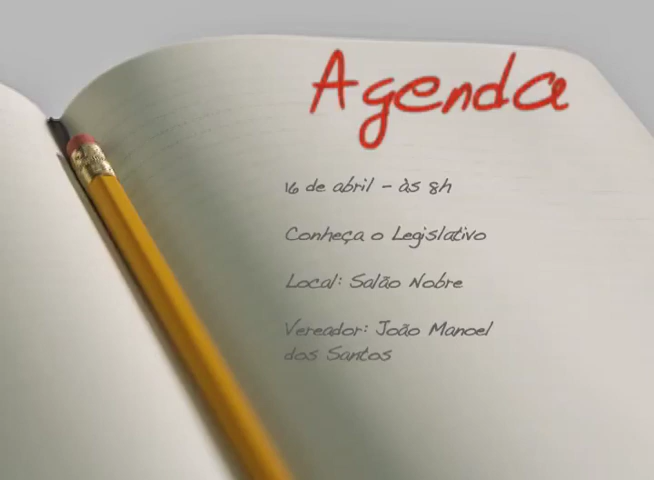 Agenda
16 de abril - às 8h
Conheça o Legislativo
Local: Salão Nobre
Vereador: João Manoel
dos Santos